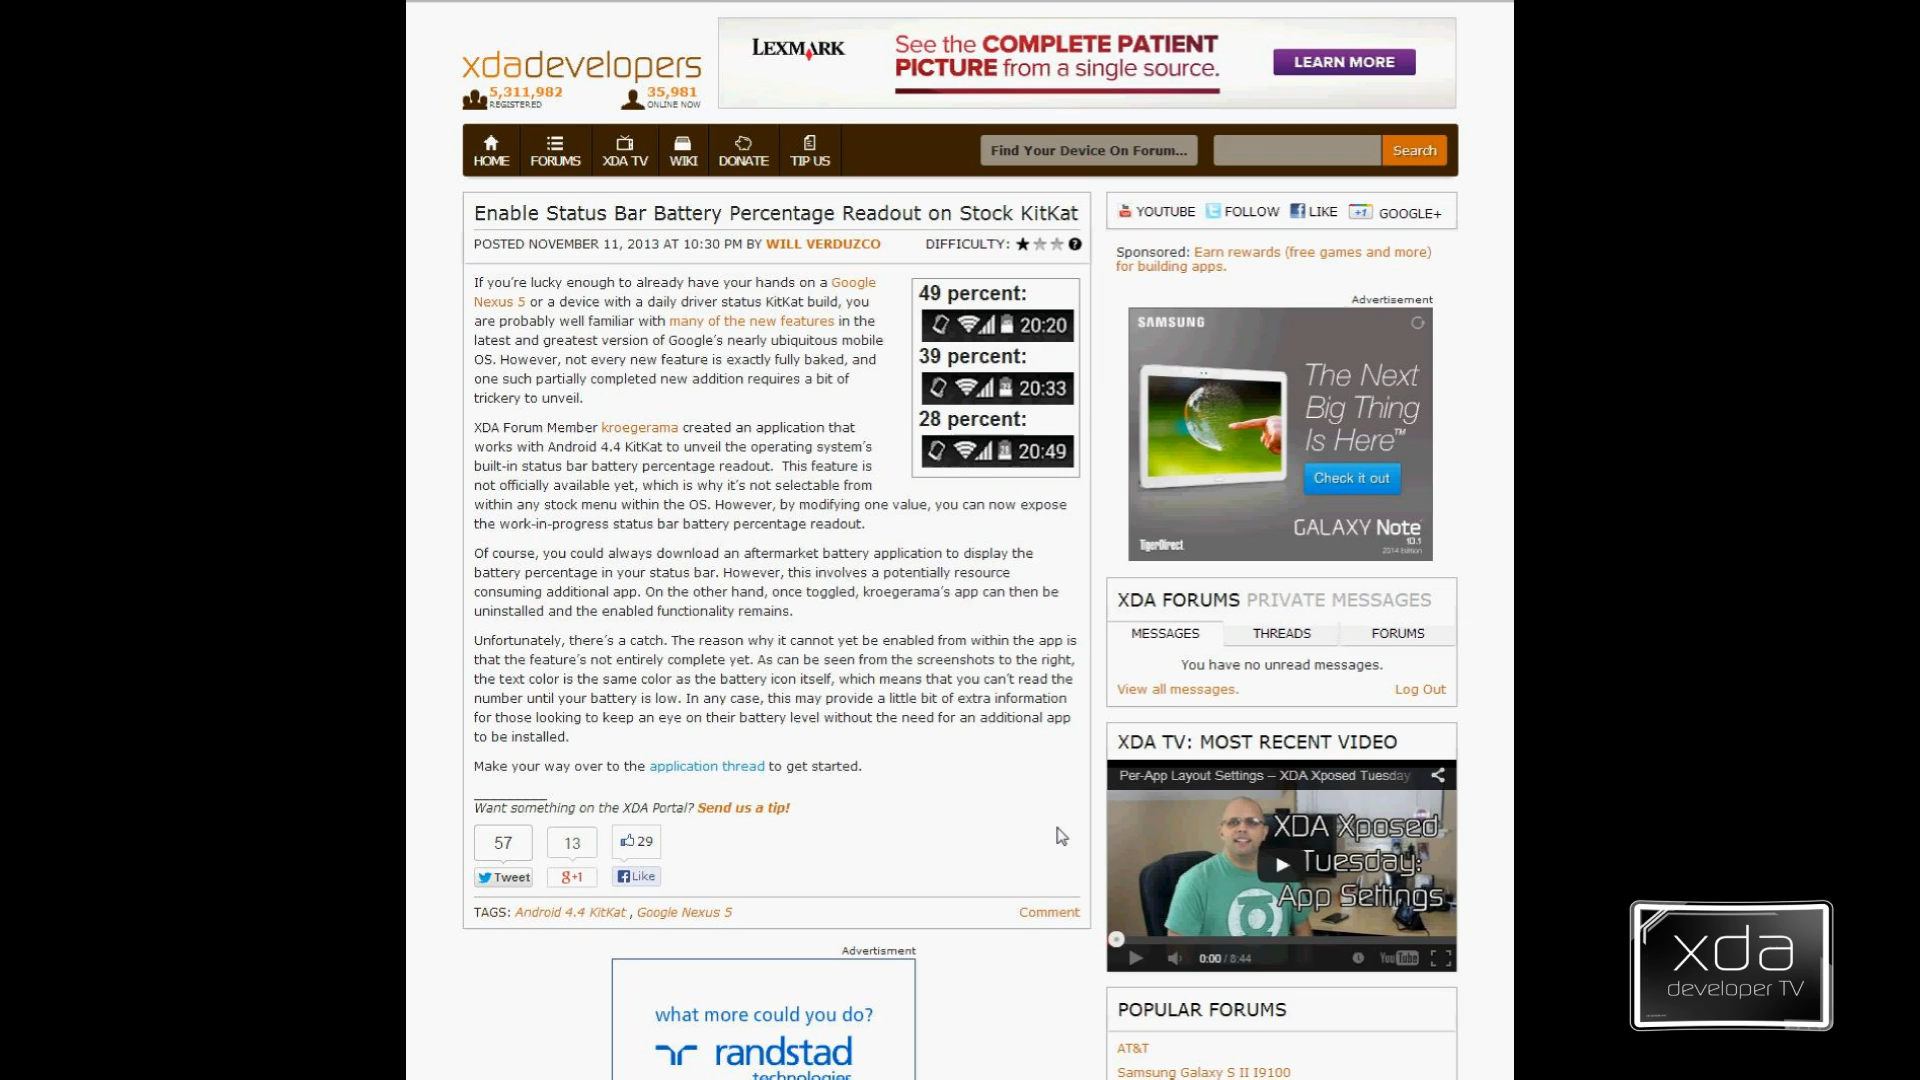 xdadevelopers
5,311,982
REGISTERED
35,981
ONLINE NOW
LEXMARK
See the COMPLETE PATIENT
PICTURE from a single source.
LEARN MORE
HOME
FORUMS
XDA TV
WIKI
DONATE
TIP US
Find Your Device On Forum...
Search
Enable Status Bar Battery Percentage Readout on Stock KitKat
POSTED NOVEMBER 11, 2013 AT 10:30 PM BY WILL VERDUZCO
DIFFICULTY:
If you're lucky enough to already have your hands on a Google
Nexus 5 or a device with a daily driver status KitKat build, you
are probably well familiar with many of the new features in the
latest and greatest version of Google's nearly ubiquitous mobile
OS. However, not every new feature is exactly fully baked, and
one such partially completed new addition requires a bit of
trickery to unveil.
49 percent:
20:20
39 percent:
20:33
28 percent:
20:49
XDA Forum Member kroegerama created an application that
works with Android 4.4 KitKat to unveil the operating system's
built-in status bar battery percentage readout. This feature is
not officially available yet, which is why it's not selectable from
within any stock menu within the OS. However, by modifying one value, you can now expose
the work-in-progress status bar battery percentage readout.
Of course, you could always download an aftermarket battery application to display the
battery percentage in your status bar. However, this involves a potentially resource
consuming additional app. On the other hand, once toggled, kroegerama's app can then be
uninstalled and the enabled functionality remains.
Unfortunately, there's a catch. The reason why it cannot yet be enabled from within the app is
that the feature's not entirely complete yet. As can be seen from the screenshots to the right,
the text color is the same color as the battery icon itself, which means that you can't read the
number until your battery is low. In any case, this may provide a little bit of extra information
for those looking to keep an eye on their battery level without the need for an additional app
to be installed.
Make your way over to the application thread to get started.
Want something on the XDA Portal? Send us a tip!
57
13
29
Tweet
g+1
Like
TAGS: Android 4.4 KitKat , Google Nexus 5
Comment
Advertisment
what more could you do?
randstad
technologies
YOUTUBE
FOLLOW
LIKE
+1
GOOGLE+
Sponsored: Earn rewards (free games and more)
for building apps.
Advertisement
SAMSUNG
The Next
Big Thing
Is Here™
Check it out
GALAXY Note
10.1
2014 Edition
TigerDirect
XDA FORUMS PRIVATE MESSAGES
MESSAGES
THREADS
FORUMS
You have no unread messages.
View all messages.
Log Out
XDA TV: MOST RECENT VIDEO
Per-App Layout Settings – XDA Xposed Tuesday
XDA Xposed
Tuesday:
App Settings
0:00 / 8:44
YouTube
POPULAR FORUMS
AT&T
Samsung Galaxy S II I9100
xda
developer TV